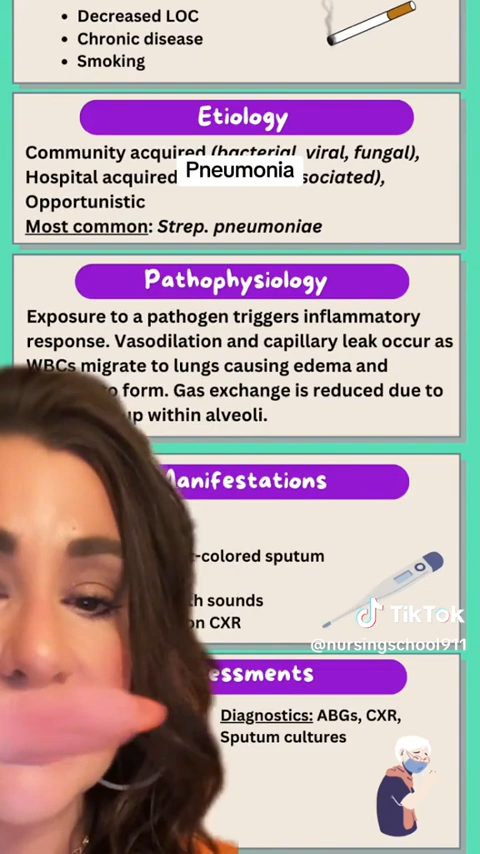 Decreased LOC
Chronic disease
Smoking
Etiology
Community acquired (bacterial, viral, fungal),
Hospital acquired
Pneumonia
sociated),
Opportunistic
Most common: Strep. pneumoniae
Pathophysiology
Exposure to a pathogen triggers inflammatory
response. Vasodilation and capillary leak occur as
WBCs migrate to lungs causing edema and
form. Gas exchange is reduced due to
up within alveoli.
Manifestations
-colored sputum
sounds
on CXR
TikTok
@nursingschool911
essments
Diagnostics: ABGs, CXR,
Sputum cultures